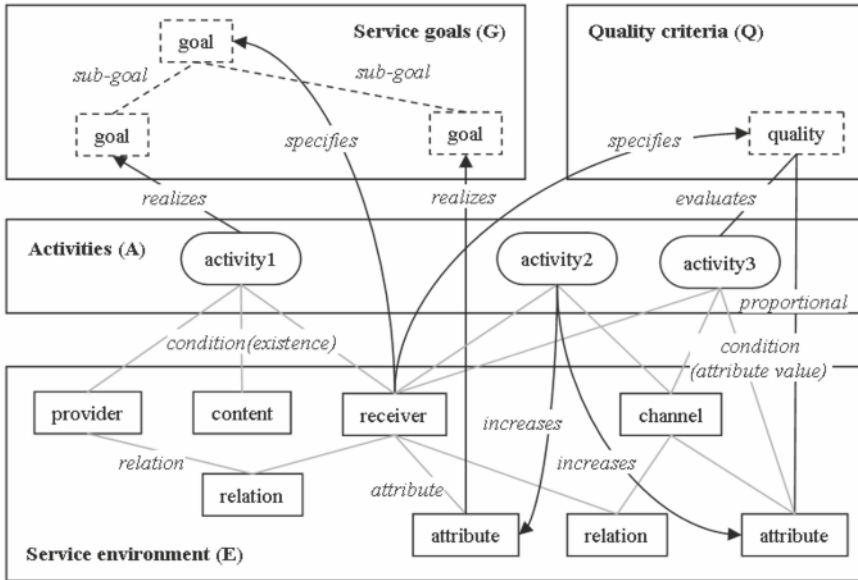 Service goals (G)
Quality criteria (Q)
goal
sub-goal
sub-goal
goal
goal
specifies
specifies
quality
realizes
realizes
evaluates
Activities (A)
activity1
activity2
activity3
proportional
condition(existence)
condition
(attribute value)
provider
content
receiver
channel
increases
relation
increases
attribute
relation
attribute
relation
attribute
Service environment (E)